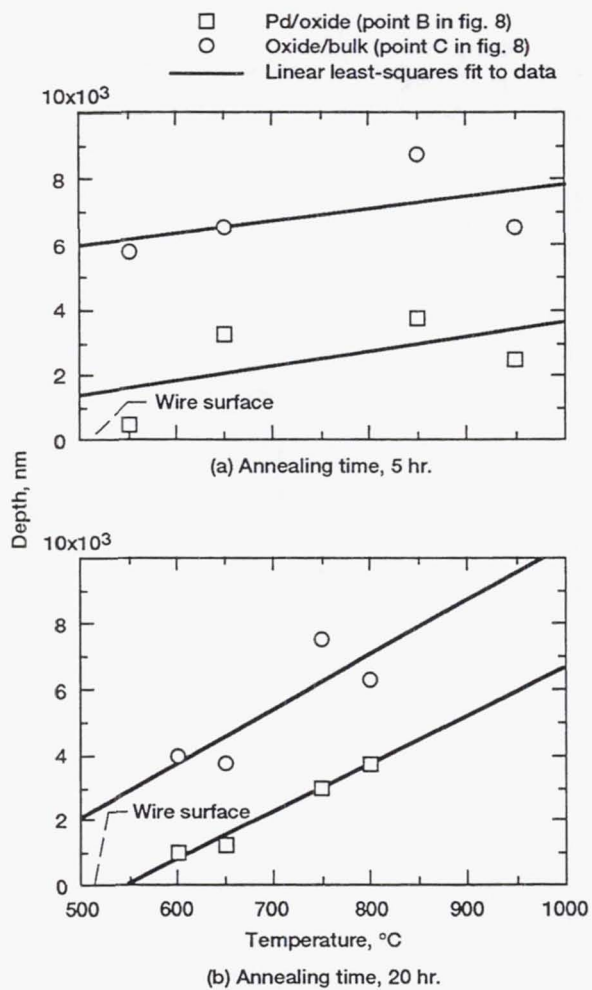 Pd/oxide (point B in fig. 8)
Oxide/bulk (point C in fig. 8)
Linear least-squares fit to data
10x10³
8
6
4
2
0
Wire surface
(a) Annealing time, 5 hr.
Depth, nm
10x10³
8
6
4
2
0
Wire surface
500 600 700 800 900 1000
Temperature, °C
(b) Annealing time, 20 hr.